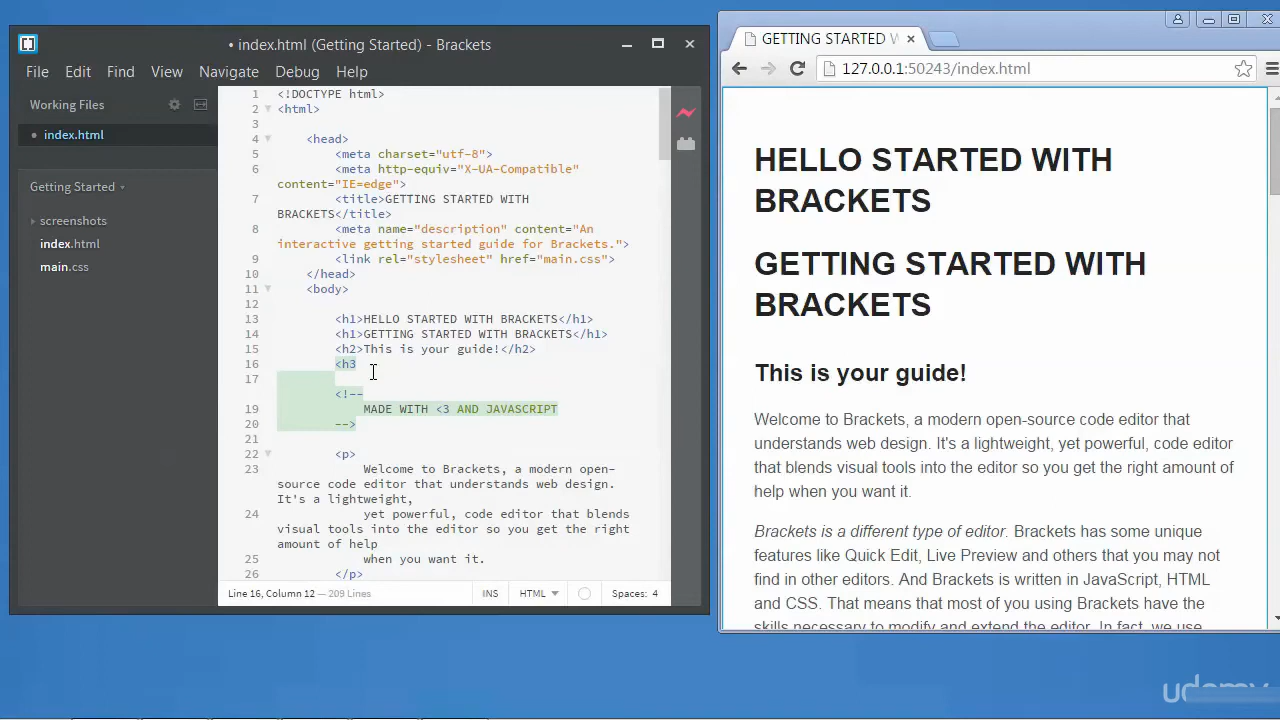 index.html (Getting Started) - Brackets
File Edit Find View Navigate Debug Help
Working Files
index.html
Getting Started
screenshots
index.html
main.css
1 <!DOCTYPE html>
2 <html>
3
4 <head>
5 <meta charset="utf-8">
6 <meta http-equiv="X-UA-Compatible"
content="IE=edge">
7 <title>GETTING STARTED WITH
BRACKETS</title>
8 <meta name="description" content="An
interactive getting started guide for Brackets.">
9 <link rel="stylesheet" href="main.css">
10 </head>
11 <body>
12
13 <h1>HELLO STARTED WITH BRACKETS</h1>
14 <h1>GETTING STARTED WITH BRACKETS</h1>
15 <h2>This is your guide!</h2>
16 <h3
17
<!--
19 MADE WITH <3 AND JAVASCRIPT
20 -->
21
22 <p>
23 Welcome to Brackets, a modern open-
source code editor that understands web design.
It's a lightweight,
24 yet powerful, code editor that blends
visual tools into the editor so you get the right
amount of help
25 when you want it.
26 </p>
Line 16, Column 12 — 209 Lines INS HTML Spaces: 4
GETTING STARTED W
127.0.0.1:50243/index.html
HELLO STARTED WITH
BRACKETS
GETTING STARTED WITH
BRACKETS
This is your guide!
Welcome to Brackets, a modern open-source code editor that
understands web design. It's a lightweight, yet powerful, code editor
that blends visual tools into the editor so you get the right amount of
help when you want it.
Brackets is a different type of editor. Brackets has some unique
features like Quick Edit, Live Preview and others that you may not
find in other editors. And Brackets is written in JavaScript, HTML
and CSS. That means that most of you using Brackets have the
skills necessary to modify and extend the editor. In fact, we use
udemy